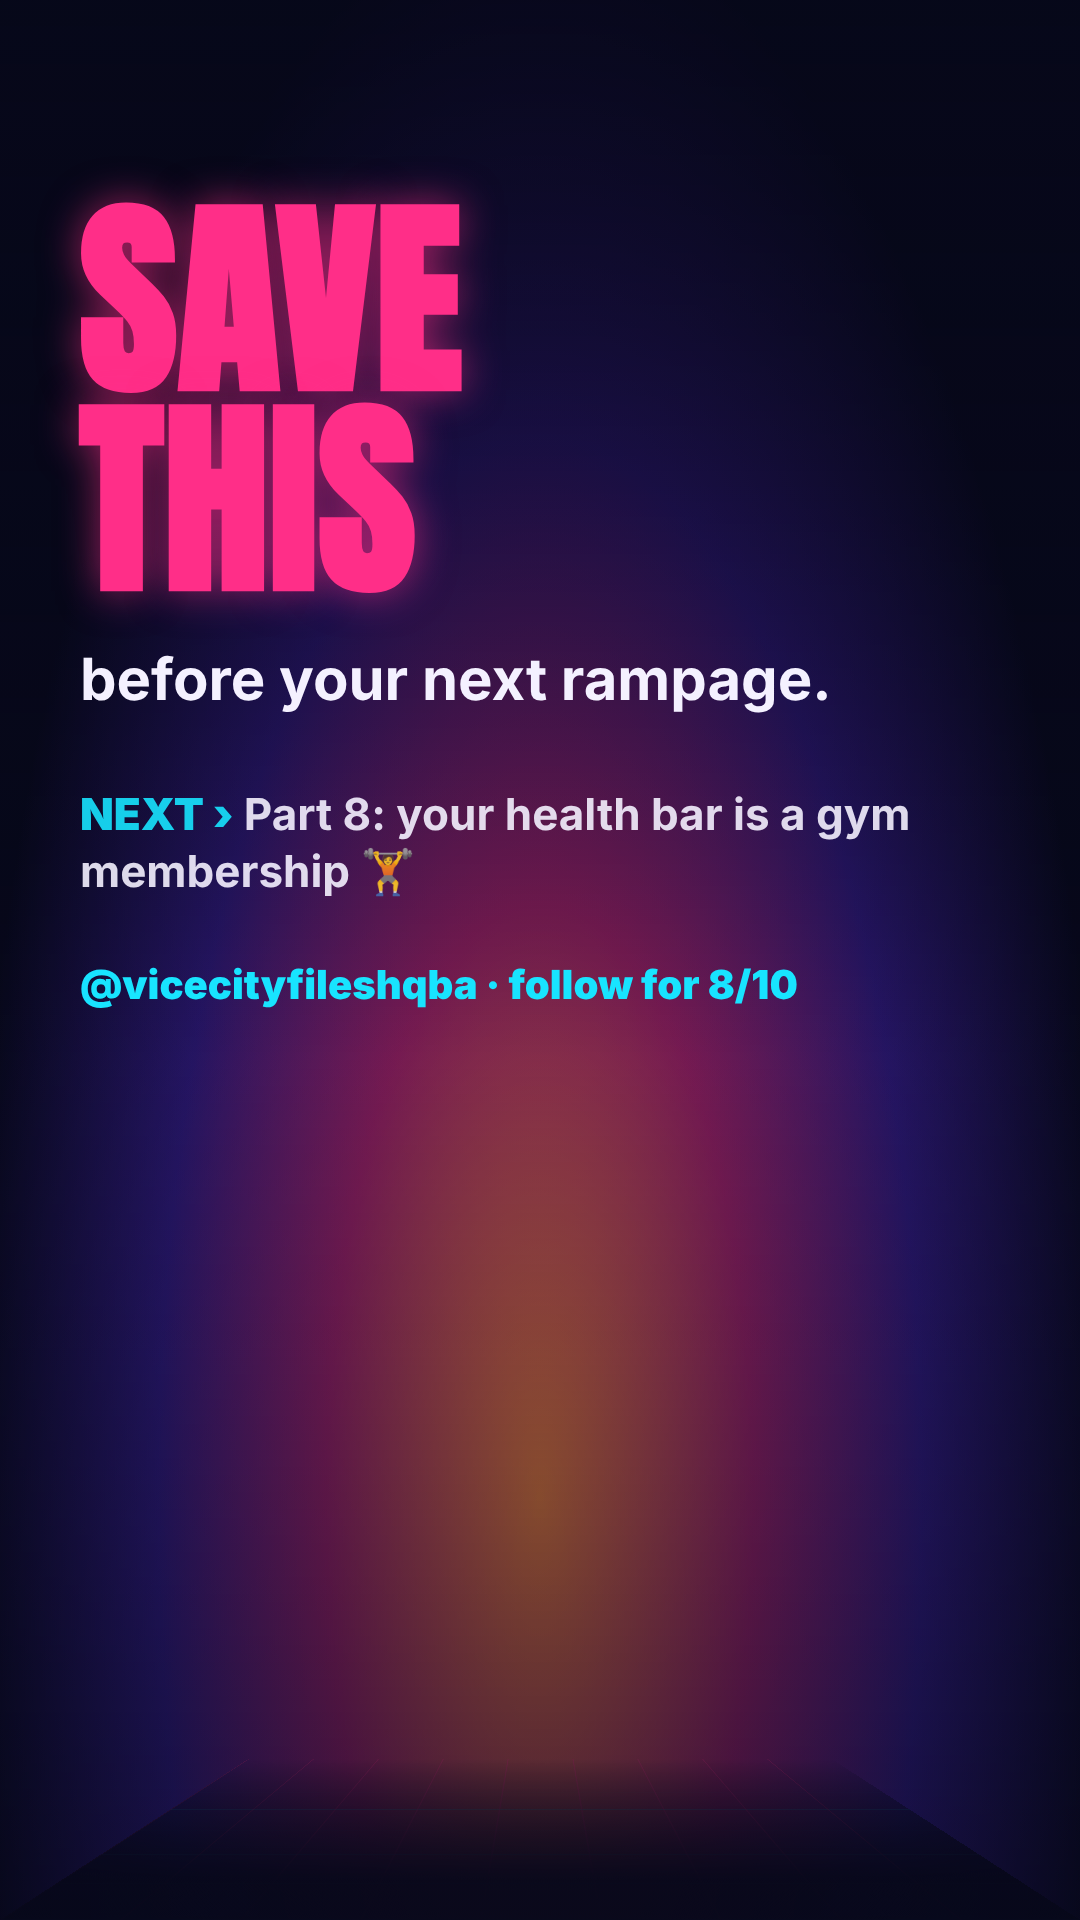 SAVE
THIS
before your next rampage.
NEXT › Part 8: your health bar is a gym
membership 🏋️
@vicecityfileshqba · follow for 8/10